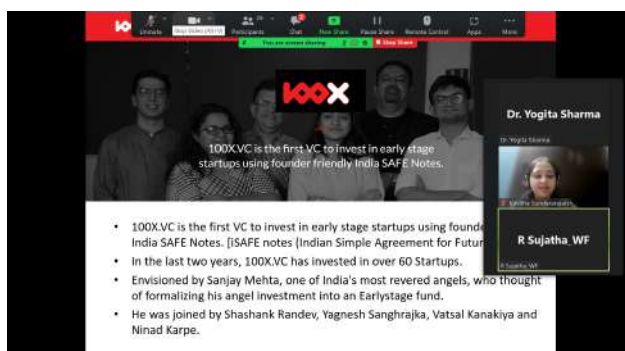 Unmute
Stop Video (Alt+V)
Participants
Chat
New Share
Pause Share
Remote Control
Apps
More
You are screen sharing
Stop Share
100X
100X.VC is the first VC to invest in early stage
startups using founder friendly India SAFE Notes.
Dr. Yogita Sharma
Dr. Yogita Sharma
R Sujatha_WF
R Sujatha_WF
• 100X.VC is the first VC to invest in early stage startups using founde
India SAFE Notes. [iSAFE notes (Indian Simple Agreement for Futur
• In the last two years, 100X.VC has invested in over 60 Startups.
• Envisioned by Sanjay Mehta, one of India's most revered angels, who thought
of formalizing his angel investment into an Earlystage fund.
• He was joined by Shashank Randev, Yagnesh Sanghrajka, Vatsal Kanakiya and
Ninad Karpe.